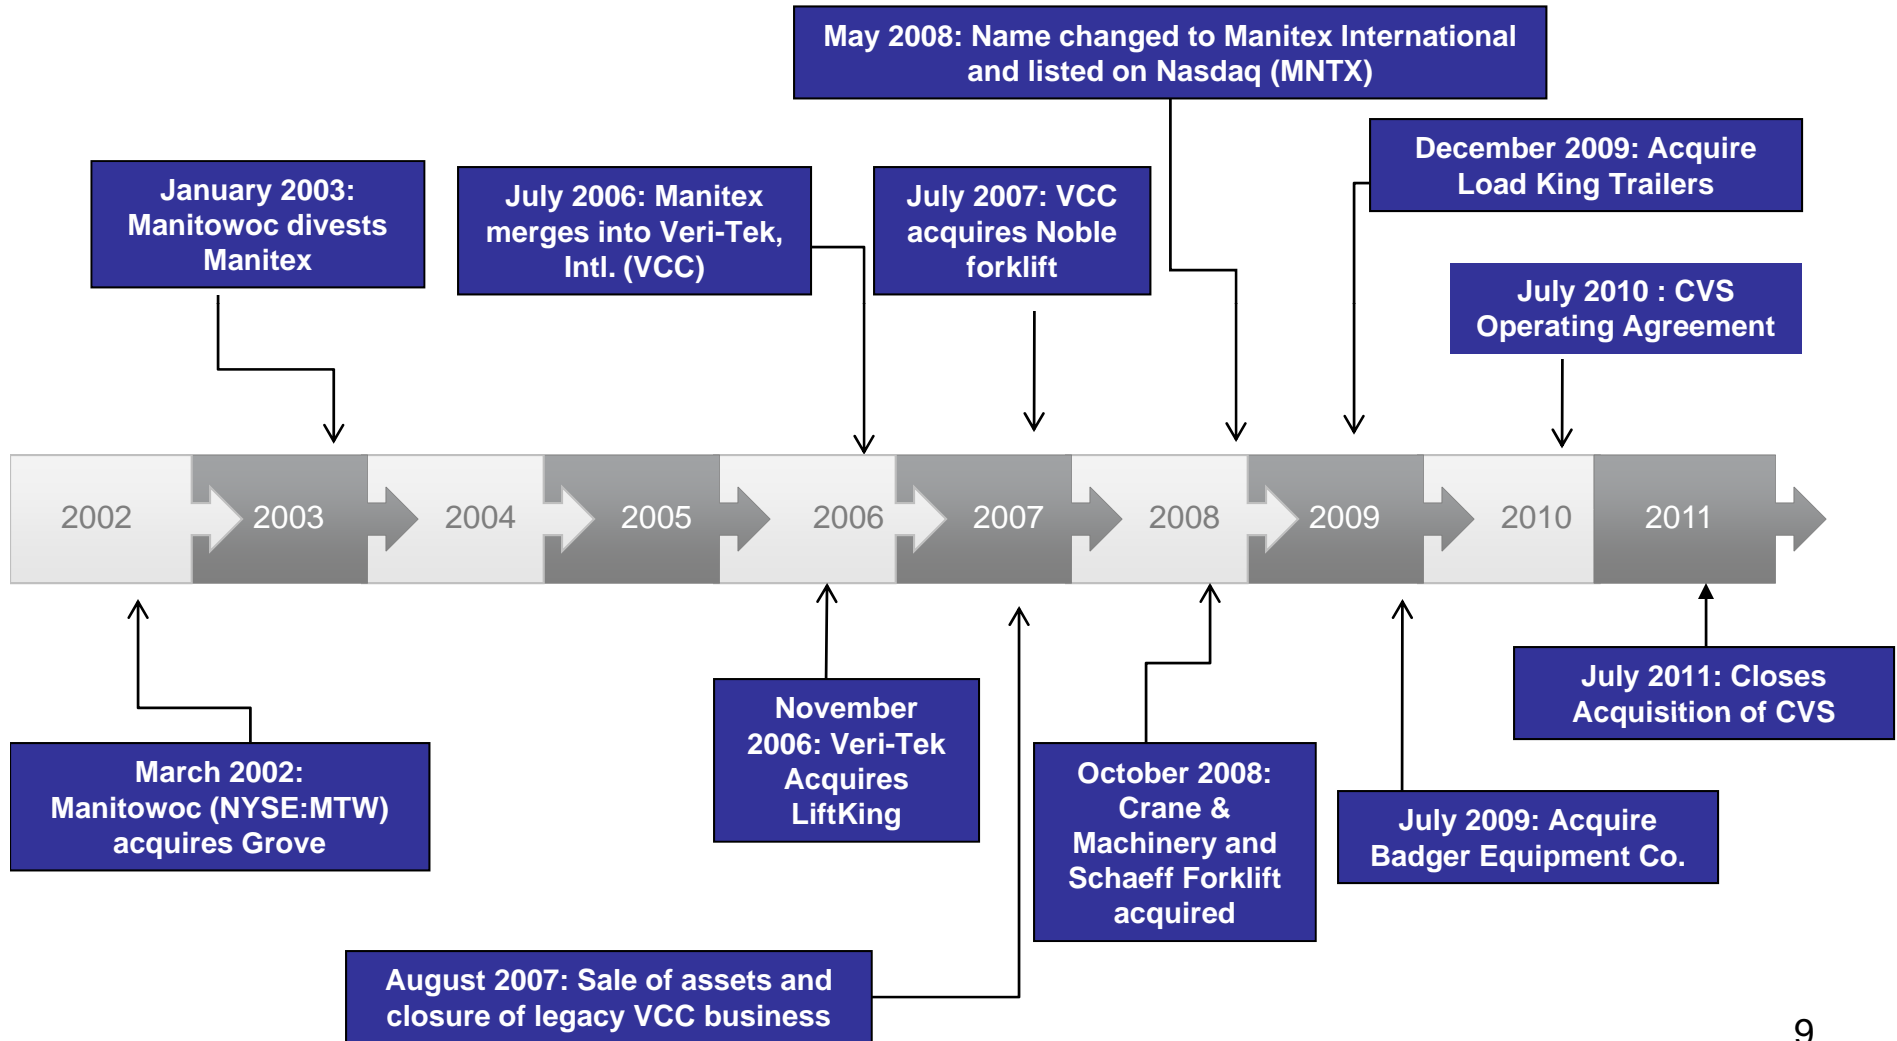 May 2008: Name changed to Manitex International
and listed on Nasdaq (MNTX)
January 2003:
Manitowoc divests
Manitex
July 2006: Manitex
merges into Veri-Tek,
Intl. (VCC)
July 2007: VCC
acquires Noble
forklift
December 2009: Acquire
Load King Trailers
July 2010 : CVS
Operating Agreement
2002
2003
2004
2005
2006
2007
2008
2009
2010
2011
March 2002:
Manitowoc (NYSE:MTW)
acquires Grove
November
2006: Veri-Tek
Acquires
LiftKing
October 2008:
Crane &
Machinery and
Schaeff Forklift
acquired
July 2009: Acquire
Badger Equipment Co.
July 2011: Closes
Acquisition of CVS
August 2007: Sale of assets and
closure of legacy VCC business
9